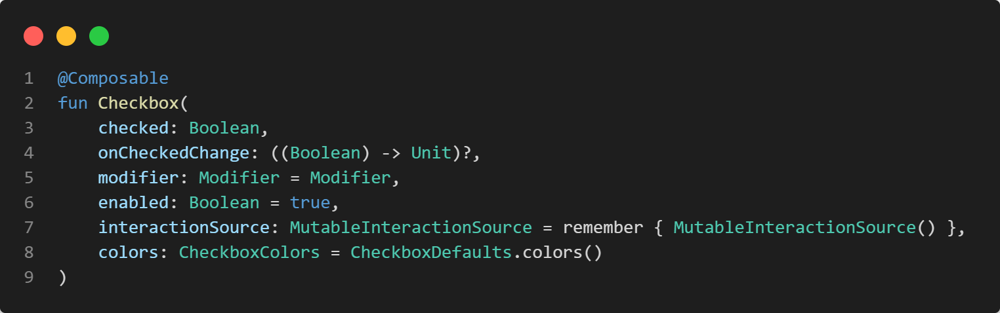 1 @Composable
2 fun Checkbox(
3     checked: Boolean,
4     onCheckedChange: ((Boolean) -> Unit)?,
5     modifier: Modifier = Modifier,
6     enabled: Boolean = true,
7     interactionSource: MutableInteractionSource = remember { MutableInteractionSource() },
8     colors: CheckboxColors = CheckboxDefaults.colors()
9 )